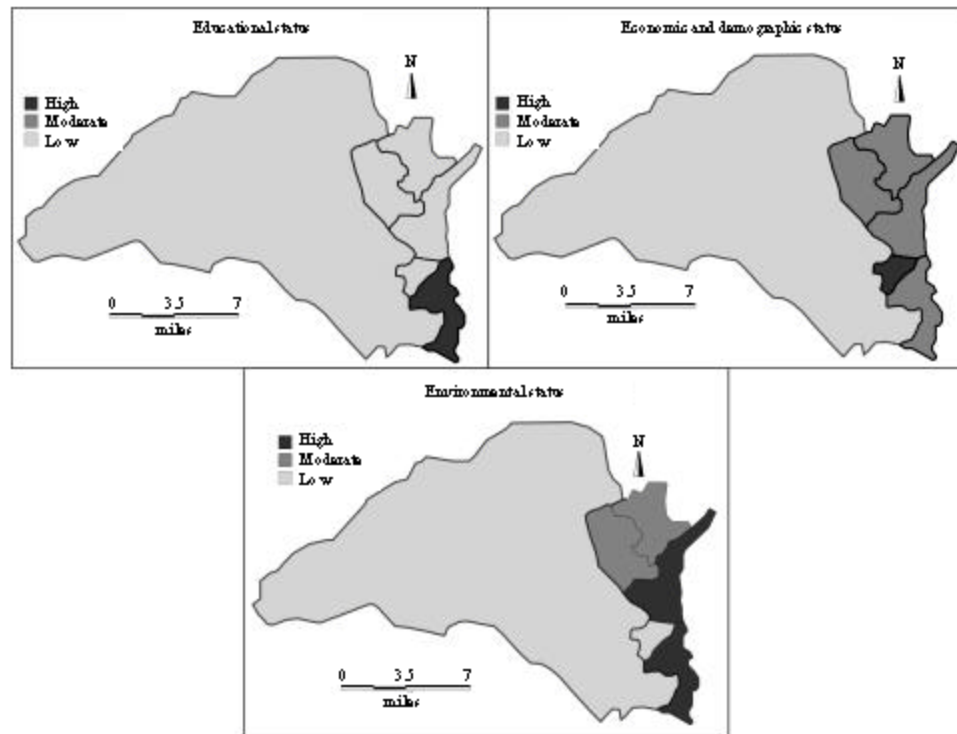 Educational status
N
High
Moderate
Low
0 3.5 7
miles
Economic and demographic status
N
High
Moderate
Low
0 3.5 7
miles
Environmental status
N
High
Moderate
Low
0 3.5 7
miles